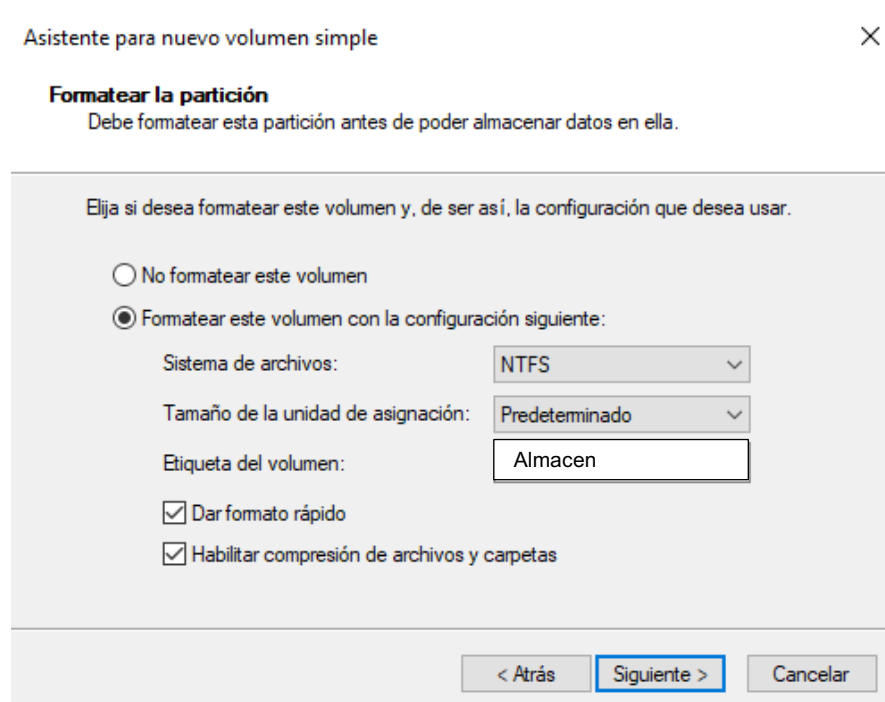 Asistente para nuevo volumen simple
Formatear la partición
Debe formatear esta partición antes de poder almacenar datos en ella.
Elija si desea formatear este volumen y, de ser así, la configuración que desea usar.
No formatear este volumen
Formatear este volumen con la configuración siguiente:
Sistema de archivos: NTFS
Tamaño de la unidad de asignación: Predeterminado
Etiqueta del volumen: Almacen
Dar formato rápido
Habilitar compresión de archivos y carpetas
< Atrás Siguiente > Cancelar